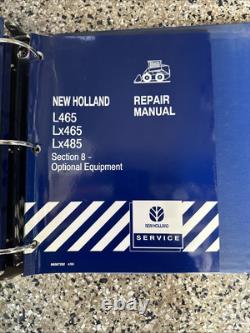 NEW HOLLAND
L465
Lx465
Lx485
Section 8 -
Optional Equipment
REPAIR
MANUAL
NEW HOLLAND
SERVICE